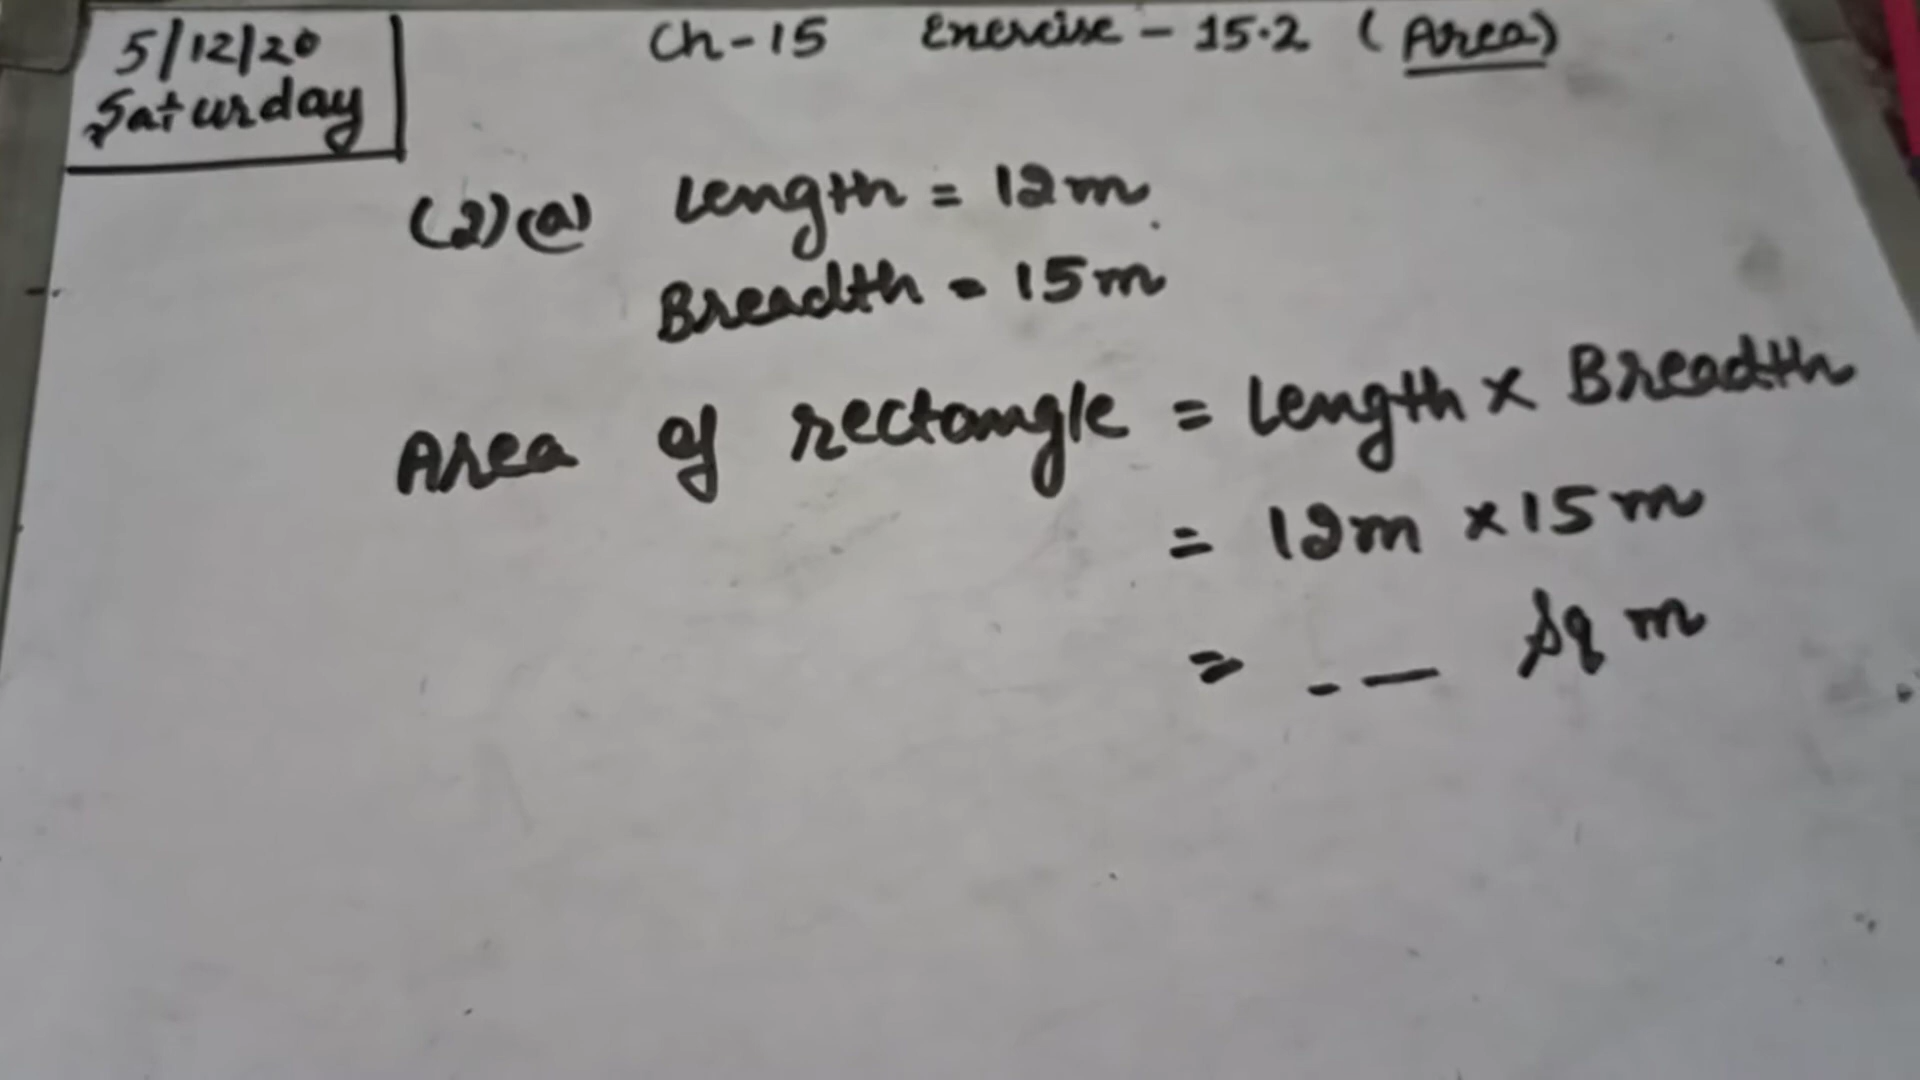 5/12/20
Saturday
Ch-15 Exercise - 15.2 (Area)
(2)(a) Length = 12m.
Breadth = 15m
Area of rectangle = Length × Breadth
= 12m × 15m
= -— Sq m